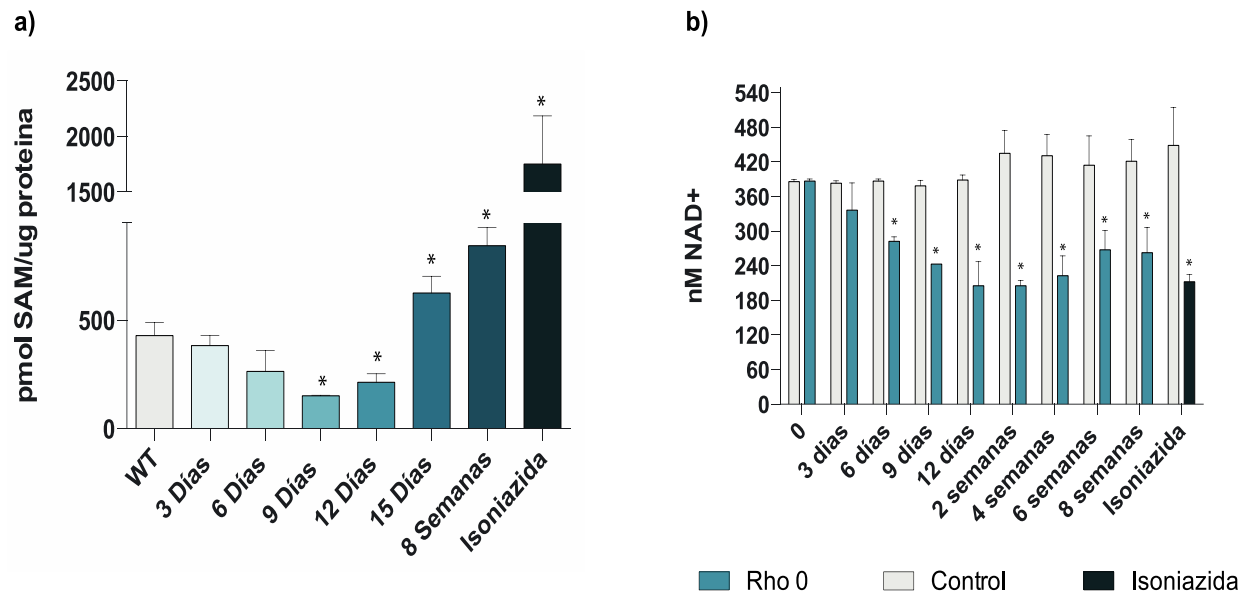 a)
pmol SAM/ug proteina
2500
2000
1500
500
0
*
*
*
*
*
WT
3 Días
6 Días
9 Días
12 Días
15 Días
8 Semanas
Isoniazida
b)
nM NAD+
540
480
420
360
300
240
180
120
60
0
*
*
*
*
*
*
*
*
0
3 dias
6 días
9 días
12 días
2 semanas
4 semanas
6 semanas
8 semanas
Isoniazida
Rho 0
Control
Isoniazida